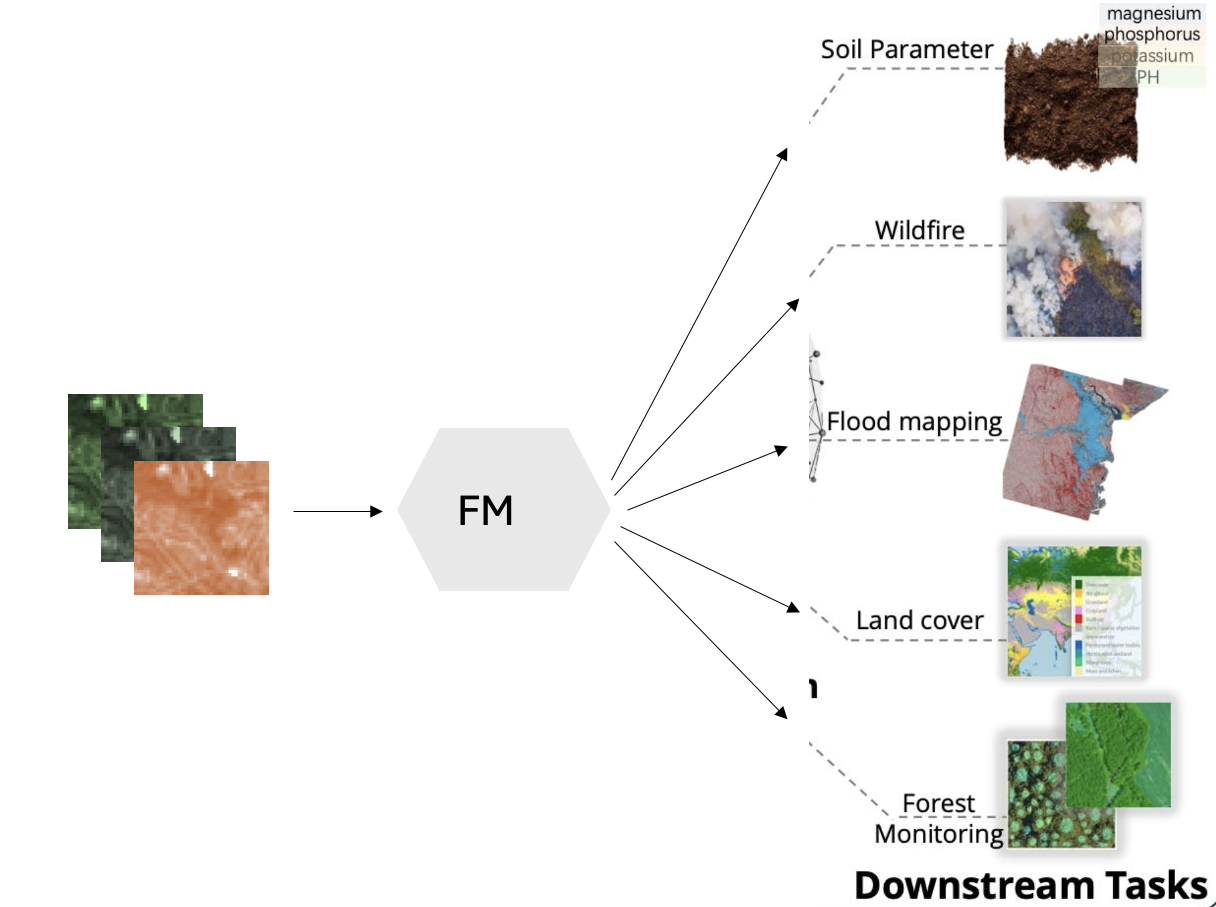 magnesium
phosphorus
potassium
PH
Soil Parameter
Wildfire
Flood mapping
FM
Land cover
n
Forest
Monitoring
Downstream Tasks